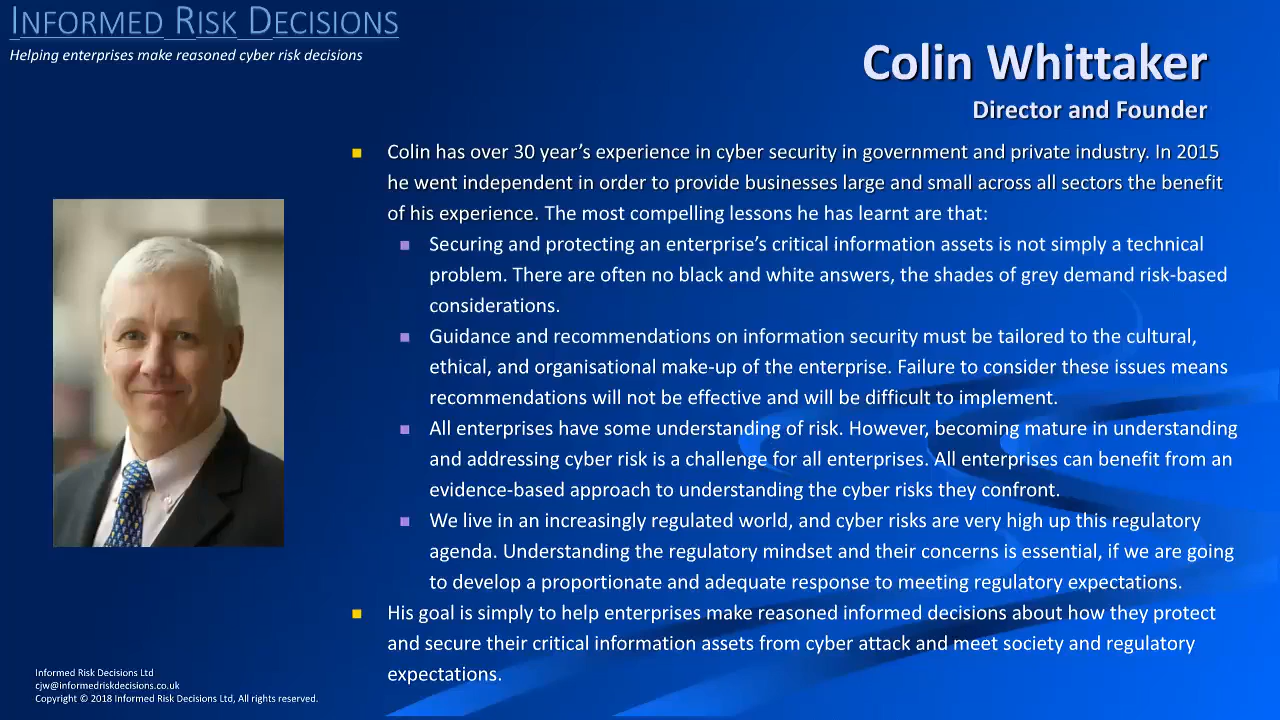 INFORMED RISK DECISIONS
Helping enterprises make reasoned cyber risk decisions
Colin Whittaker
Director and Founder
Colin has over 30 year’s experience in cyber security in government and private industry. In 2015
he went independent in order to provide businesses large and small across all sectors the benefit
of his experience. The most compelling lessons he has learnt are that:
Securing and protecting an enterprise’s critical information assets is not simply a technical
problem. There are often no black and white answers, the shades of grey demand risk-based
considerations.
Guidance and recommendations on information security must be tailored to the cultural,
ethical, and organisational make-up of the enterprise. Failure to consider these issues means
recommendations will not be effective and will be difficult to implement.
All enterprises have some understanding of risk. However, becoming mature in understanding
and addressing cyber risk is a challenge for all enterprises. All enterprises can benefit from an
evidence-based approach to understanding the cyber risks they confront.
We live in an increasingly regulated world, and cyber risks are very high up this regulatory
agenda. Understanding the regulatory mindset and their concerns is essential, if we are going
to develop a proportionate and adequate response to meeting regulatory expectations.
His goal is simply to help enterprises make reasoned informed decisions about how they protect
and secure their critical information assets from cyber attack and meet society and regulatory
expectations.
Informed Risk Decisions Ltd
cjw@informedriskdecisions.co.uk
Copyright © 2018 Informed Risk Decisions Ltd, All rights reserved.